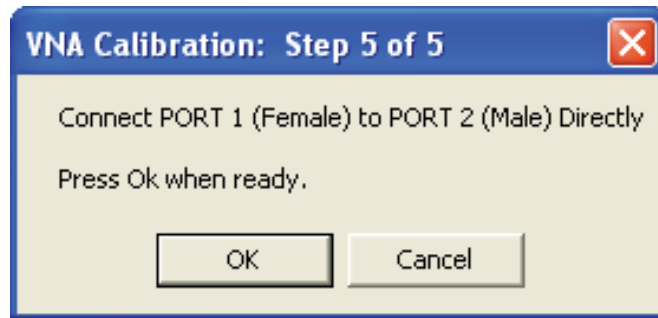 VNA Calibration: Step 5 of 5
Connect PORT 1 (Female) to PORT 2 (Male) Directly
Press Ok when ready.
OK
Cancel